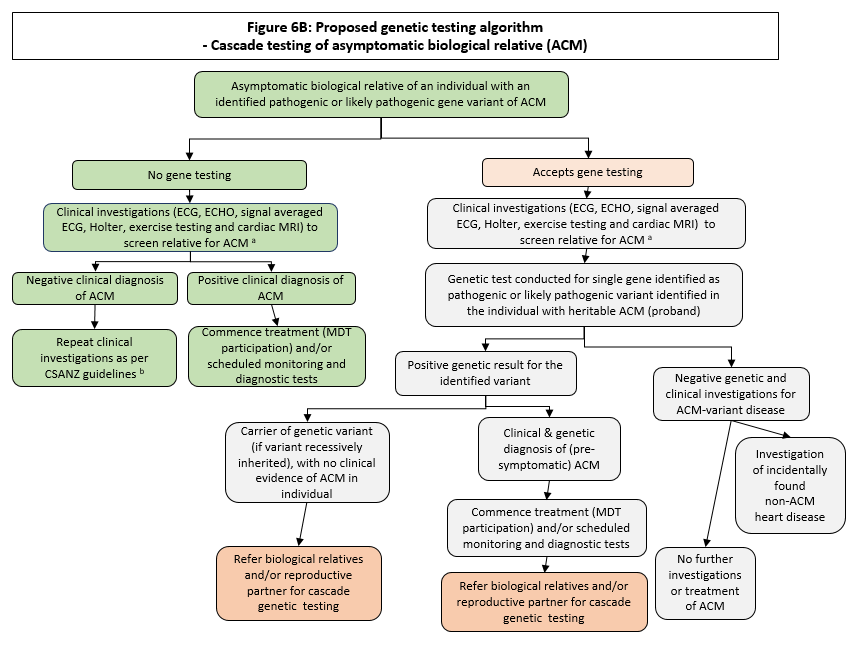 Figure 6B: Proposed genetic testing algorithm
- Cascade testing of asymptomatic biological relative (ACM)
Asymptomatic biological relative of an individual with an
identified pathogenic or likely pathogenic gene variant of ACM
No gene testing
Accepts gene testing
Clinical investigations (ECG, ECHO, signal averaged
ECG, Holter, exercise testing and cardiac MRI) to
screen relative for ACM a
Clinical investigations (ECG, ECHO, signal averaged
ECG, Holter, exercise testing and cardiac MRI) to
screen relative for ACM a
Negative clinical diagnosis
of ACM
Positive clinical diagnosis of
ACM
Genetic test conducted for single gene identified as
pathogenic or likely pathogenic variant identified in
the individual with heritable ACM (proband)
Repeat clinical
investigations as per
CSANZ guidelines b
Commence treatment (MDT
participation) and/or
scheduled monitoring and
diagnostic tests
Positive genetic result for the
identified variant
Negative genetic and
clinical investigations for
ACM-variant disease
Carrier of genetic variant
(if variant recessively
inherited), with no clinical
evidence of ACM in
individual
Clinical & genetic
diagnosis of (pre-
symptomatic) ACM
Investigation
of incidentally
found
non-ACM
heart disease
Commence treatment (MDT
participation) and/or scheduled
monitoring and diagnostic tests
Refer biological relatives
and/or reproductive
partner for cascade
genetic testing
Refer biological relatives and/or
reproductive partner for cascade
genetic testing
No further
investigations
or treatment
of ACM